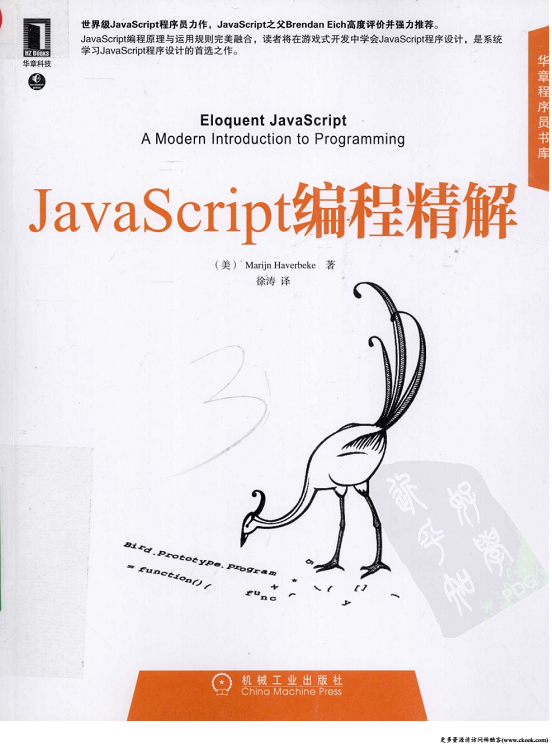 HZ Books
华章科技
世界级JavaScript程序员力作，JavaScript之父Brendan Eich高度评价并强力推荐。
JavaScript编程原理与运用规则完美融合，读者将在游戏式开发中学会JavaScript程序设计，是系统
学习JavaScript程序设计的首选之作。
华章程序员书库
Eloquent JavaScript
A Modern Introduction to Programming
JavaScript编程精解
（美） Marijn Haverbeke 著
徐涛 译
3
Bird.Prototype.Program
= function(){
func
y
PDG
机械工业出版社
China Machine Press
更多资源请访问稀酷客(www.ckook.com)